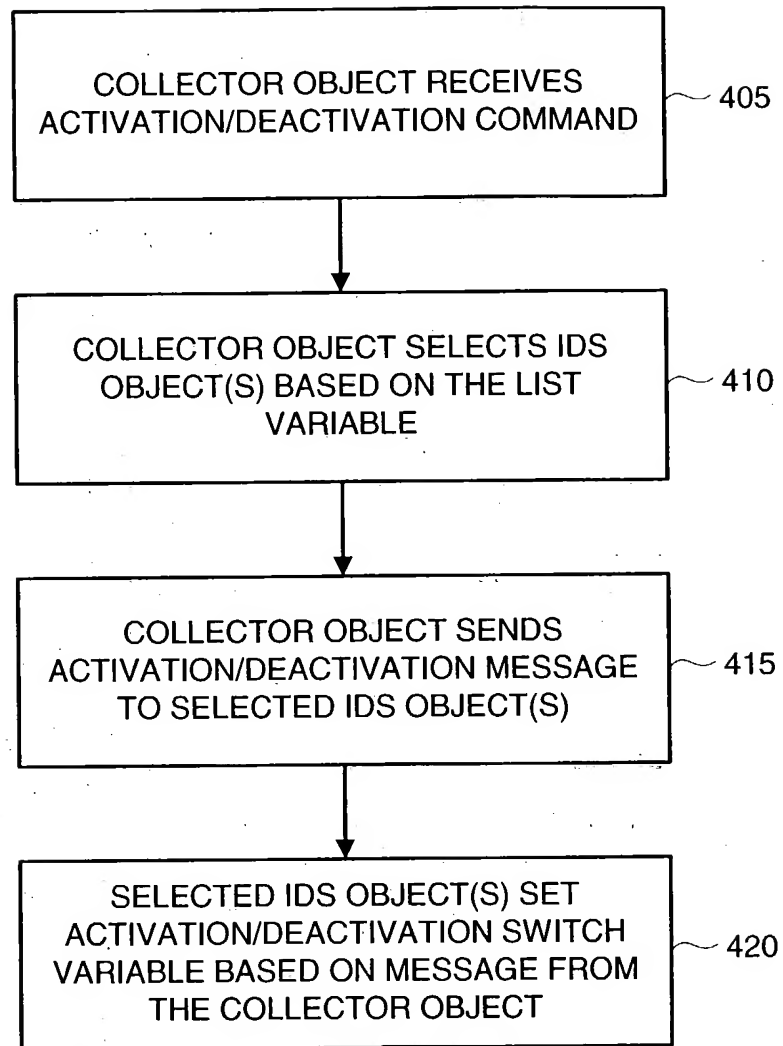 COLLECTOR OBJECT RECEIVES
ACTIVATION/DEACTIVATION COMMAND
405
COLLECTOR OBJECT SELECTS IDS
OBJECT(S) BASED ON THE LIST
VARIABLE
410
COLLECTOR OBJECT SENDS
ACTIVATION/DEACTIVATION MESSAGE
TO SELECTED IDS OBJECT(S)
415
SELECTED IDS OBJECT(S) SET
ACTIVATION/DEACTIVATION SWITCH
VARIABLE BASED ON MESSAGE FROM
THE COLLECTOR OBJECT
420